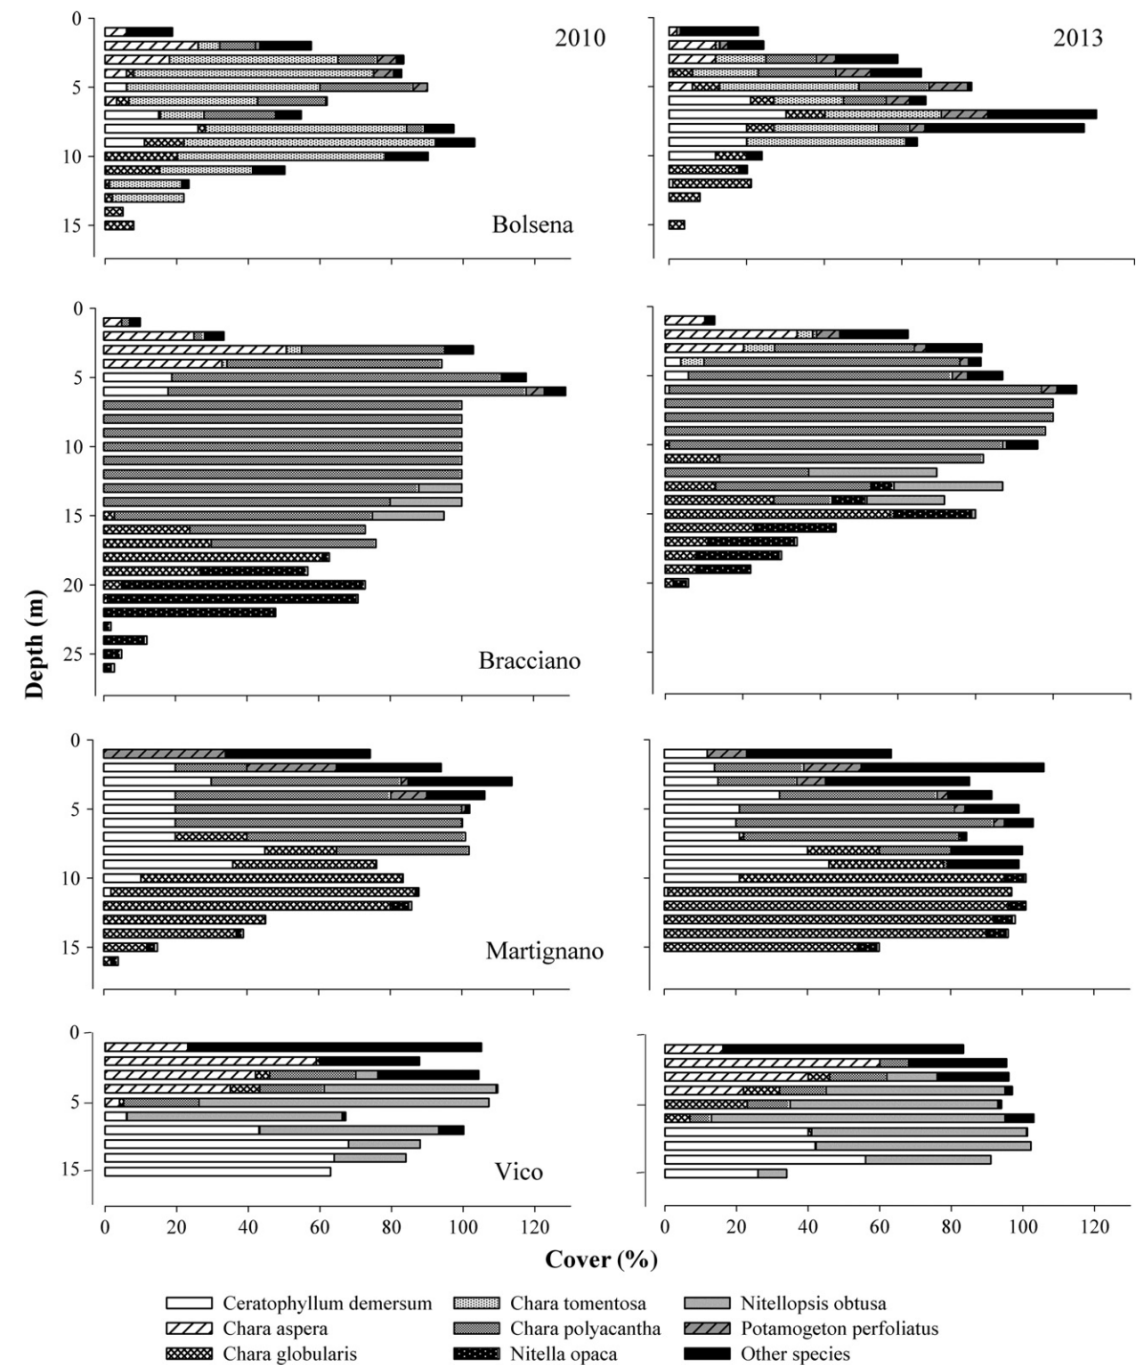 2010
2013
0
5
10
15
Bolsena
0
5
10
15
20
25
Bracciano
Depth (m)
0
5
10
15
Martignano
0
5
15
Vico
0 20 40 60 80 100 120
0 20 40 60 80 100 120
Cover (%)
Ceratophyllum demersum Chara tomentosa Nitellopsis obtusa
Chara aspera Chara polyacantha Potamogeton perfoliatus
Chara globularis Nitella opaca Other species